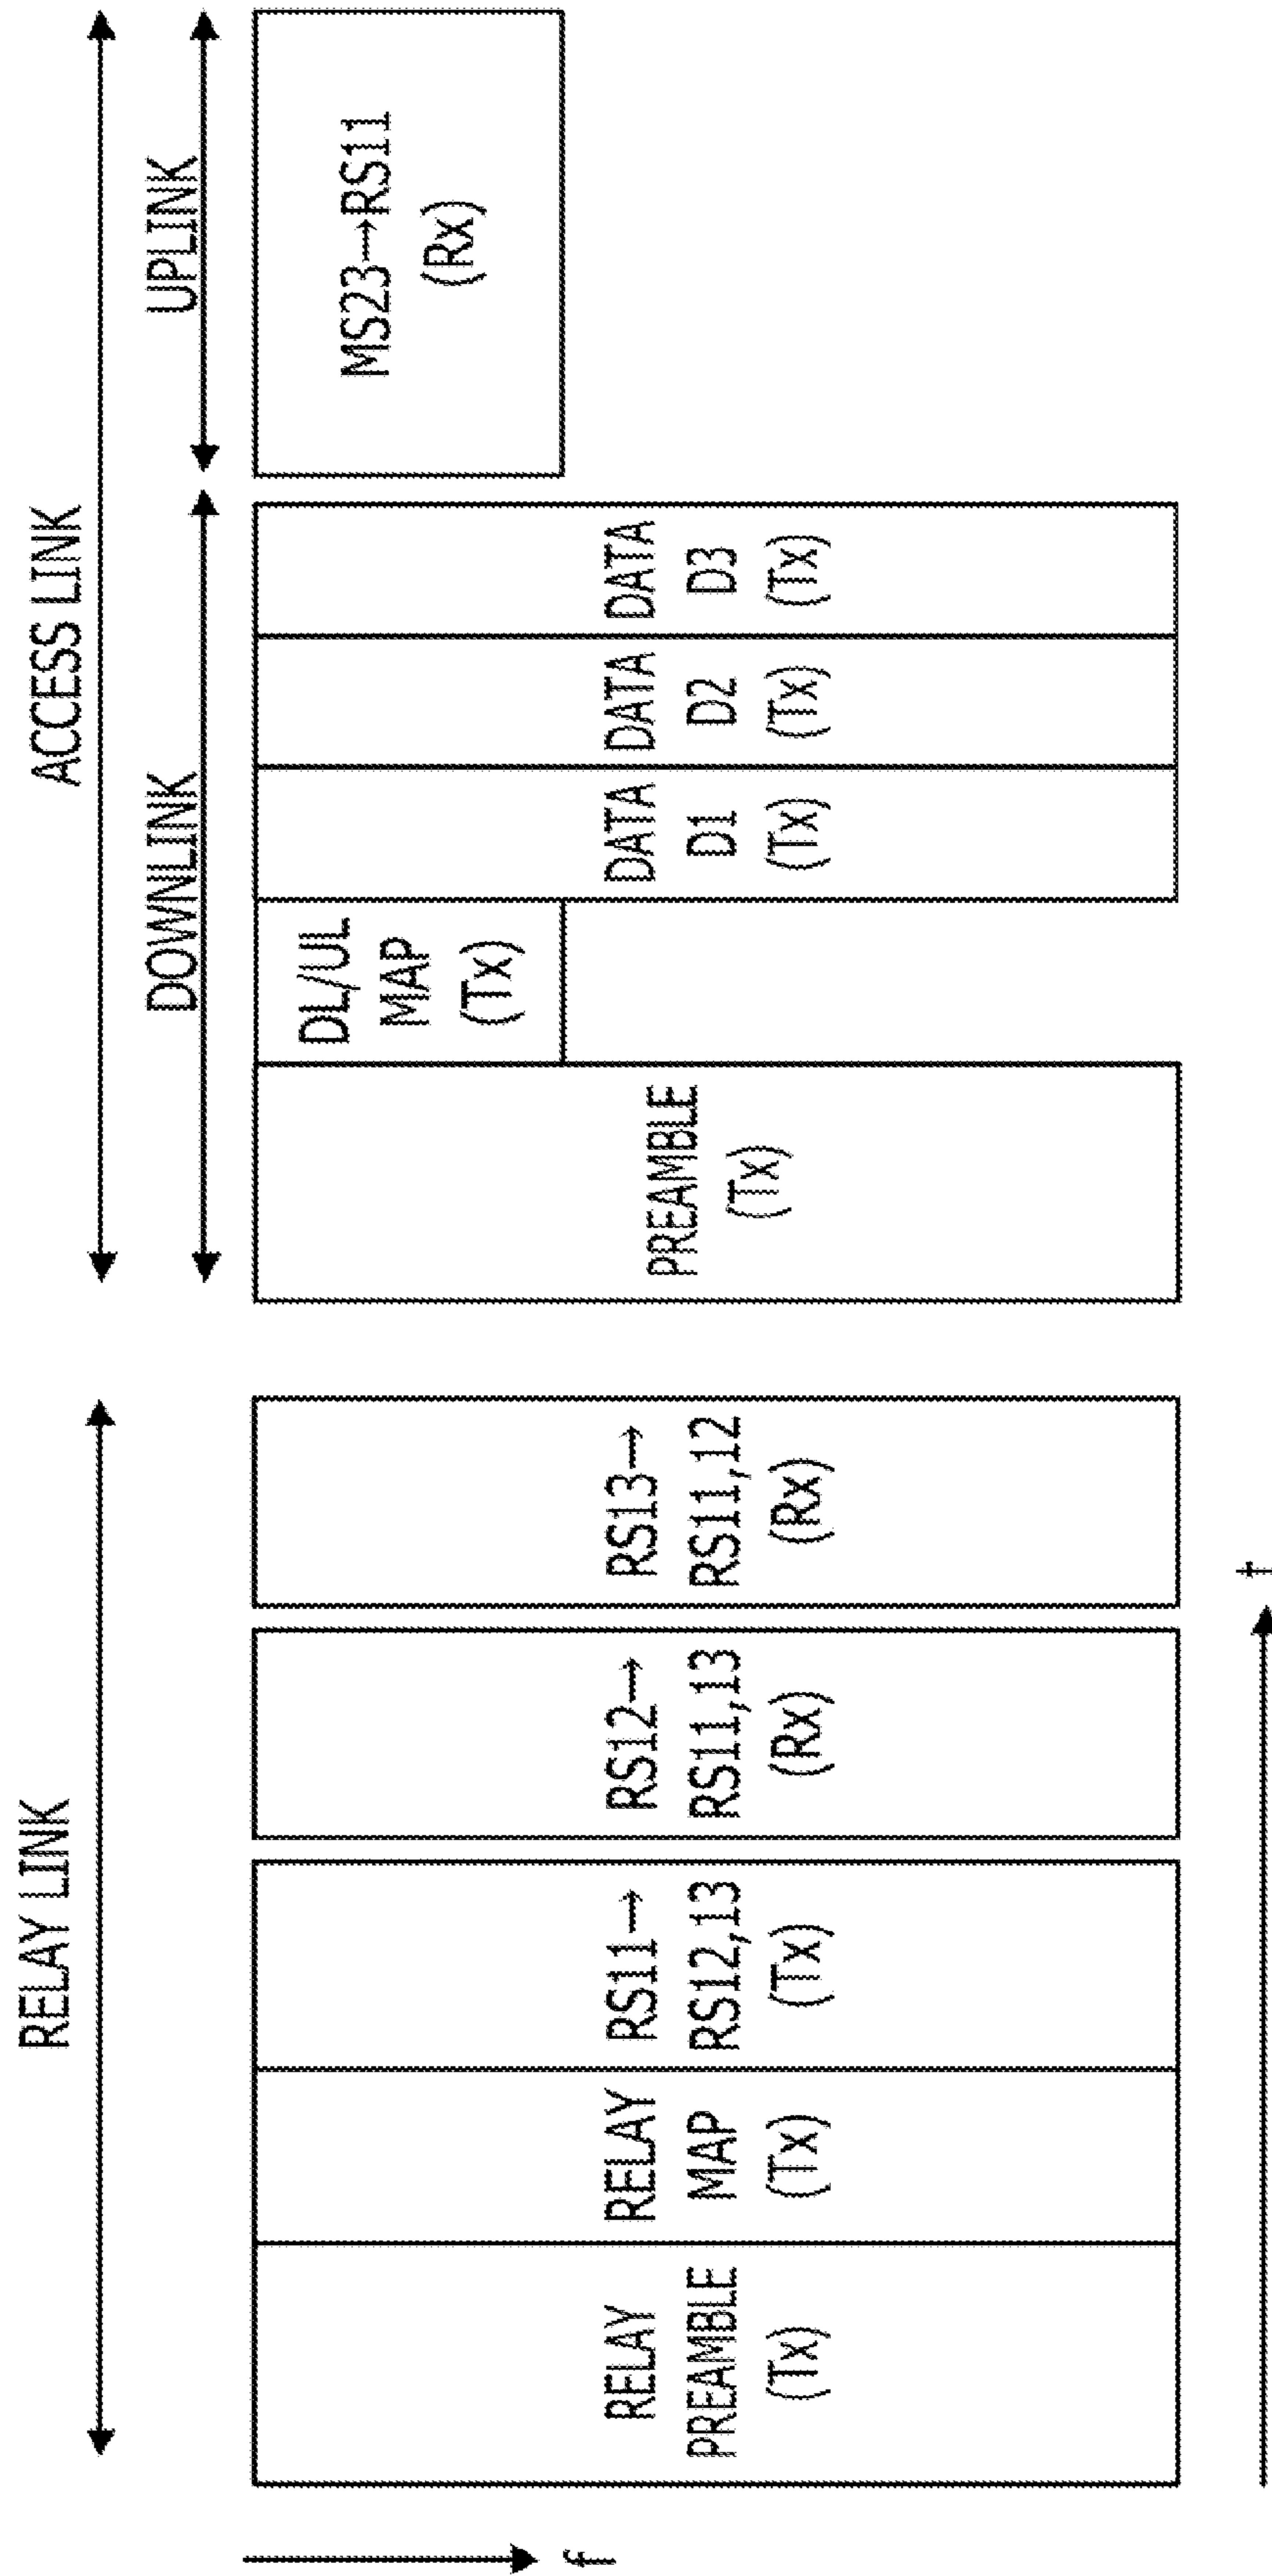 RELAY LINK
ACCESS LINK
DOWNLINK
UPLINK
f
RELAY
PREAMBLE
(Tx)
RELAY
MAP
(Tx)
RS11→
RS12,13
(Tx)
RS12→
RS11,13
(Rx)
RS13→
RS11,12
(Rx)
PREAMBLE
(Tx)
DL/UL
MAP
(Tx)
DATA
D1
(Tx)
DATA
D2
(Tx)
DATA
D3
(Tx)
MS23→RS11
(Rx)
t